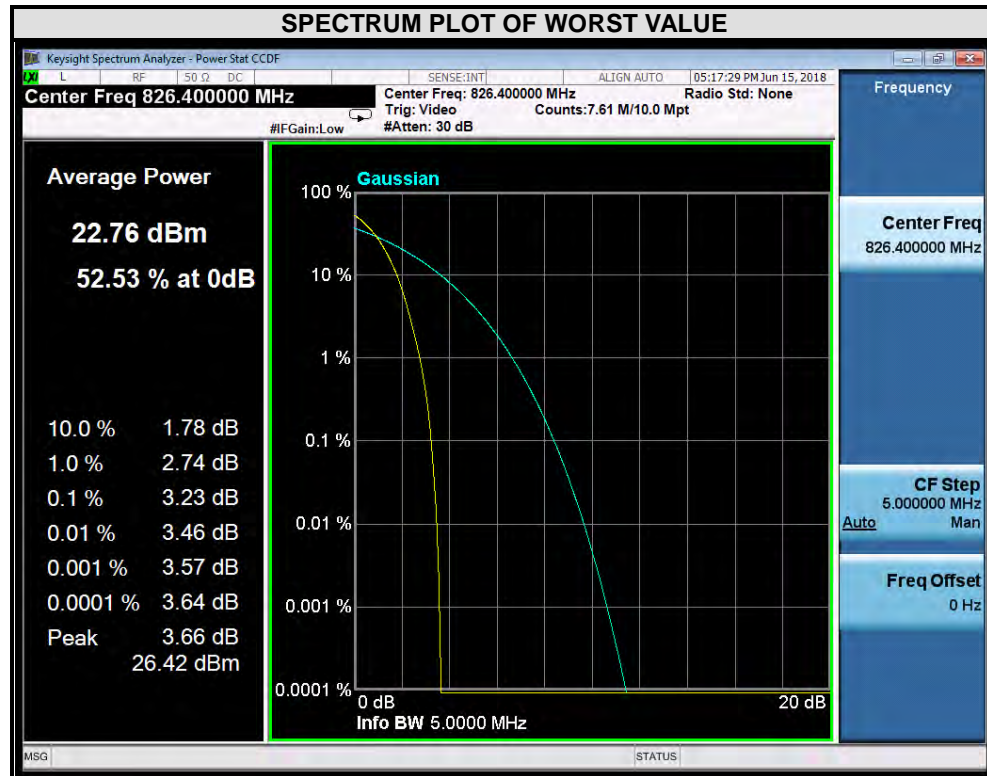 SPECTRUM PLOT OF WORST VALUE
Keysight Spectrum Analyzer - Power Stat CCDF
LXI L RF 50 Ω DC SENSE:INT ALIGN AUTO 05:17:29 PM Jun 15, 2018
Center Freq 826.400000 MHz
Center Freq: 826.400000 MHz Radio Std: None
Trig: Video Counts:7.61 M/10.0 Mpt
#IFGain:Low #Atten: 30 dB
Frequency
Average Power
22.76 dBm
52.53 % at 0dB
10.0 % 1.78 dB
1.0 % 2.74 dB
0.1 % 3.23 dB
0.01 % 3.46 dB
0.001 % 3.57 dB
0.0001 % 3.64 dB
Peak 3.66 dB
26.42 dBm
Gaussian
100 %
10 %
1 %
0.1 %
0.01 %
0.001 %
0.0001 %
0 dB 20 dB
Info BW 5.0000 MHz
Center Freq
826.400000 MHz
CF Step
5.000000 MHz
Auto Man
Freq Offset
0 Hz
MSG STATUS